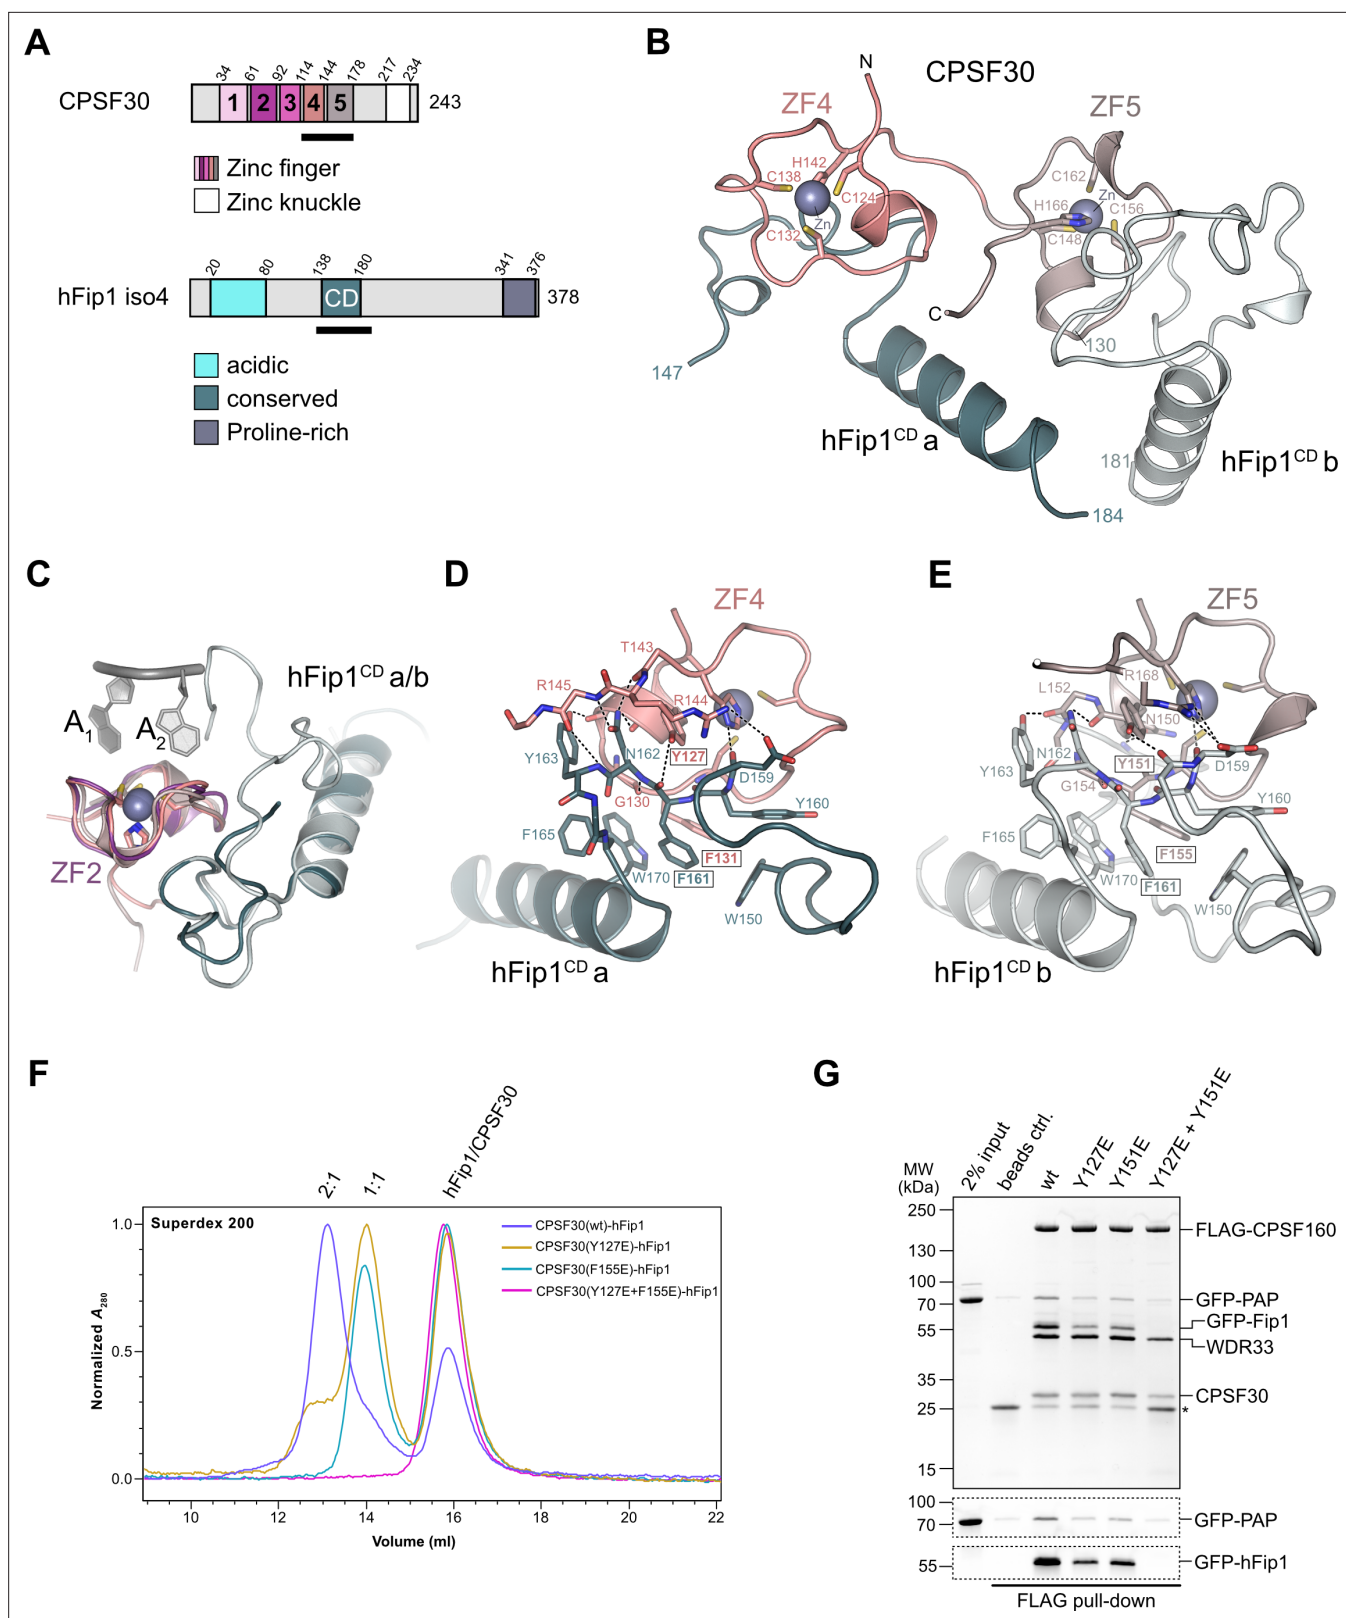 A
34 61 92 114 144 178 217 234
CPSF30
1 2 3 4 5
243
Zinc finger
Zinc knuckle
20 80 138 180 341 376
hFip1 iso4
CD
378
acidic
conserved
Proline-rich
B
CPSF30
N
ZF4
ZF5
H142
C138
C124
Zn
C132
C162
Zn
H166
C156
C148
C
130
147
hFip1CD a
181
hFip1CD b
184
C
hFip1CD a/b
A1
A2
ZF2
D
ZF4
T143
R145
R144
Y163
N162
Y127
D159
G130
Y160
F165
F131
W170
F161
W150
hFip1CD a
E
ZF5
R168
L152
N150
N162
Y163
Y151
D159
G154
Y160
F165
F155
W170
F161
W150
hFip1CD b
F
2:1
1:1
hFip1/CPSF30
Superdex 200
CPSF30(wt)-hFip1
CPSF30(Y127E)-hFip1
CPSF30(F155E)-hFip1
CPSF30(Y127E+F155E)-hFip1
Normalized A280
1.0
0.5
0.0
10 12 14 16 18 20 22
Volume (ml)
G
2% input
beads ctrl.
wt
Y127E
Y151E
Y127E + Y151E
MW
(kDa)
250
130
100
70
55
35
25
15
FLAG-CPSF160
GFP-PAP
GFP-Fip1
WDR33
CPSF30
*
100
70
GFP-PAP
55
GFP-hFip1
FLAG pull-down